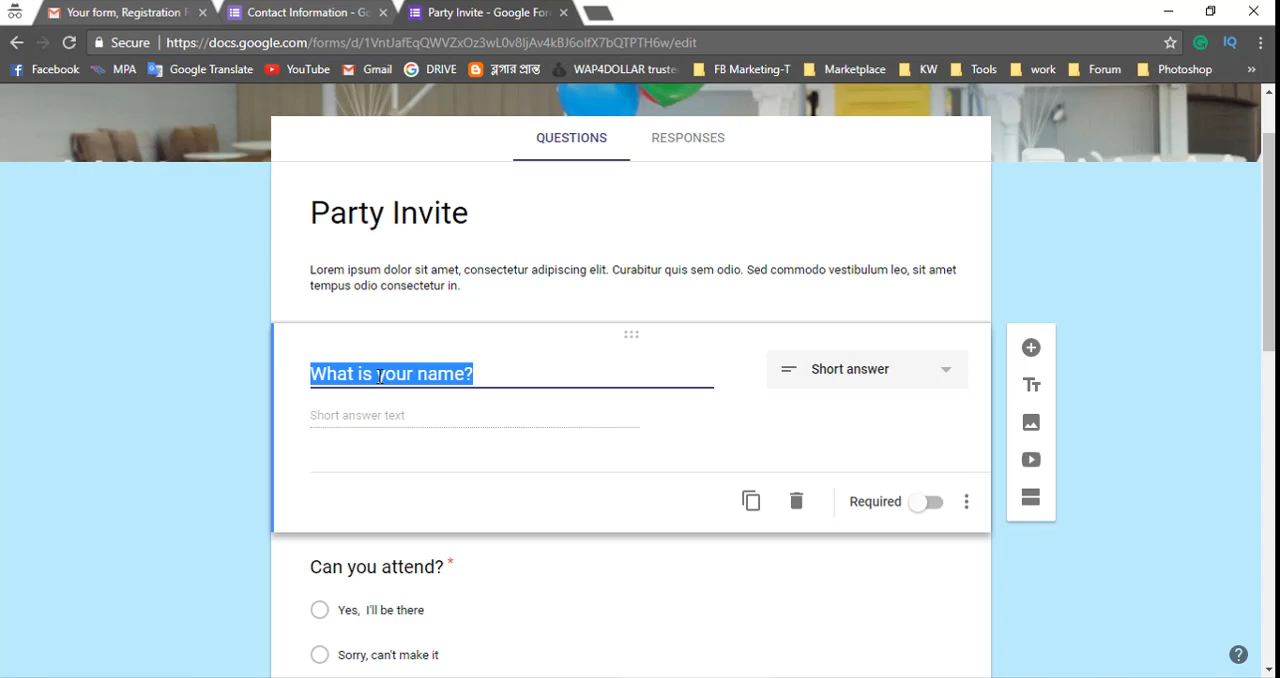 Your form, Registration F
Contact Information - Go
Party Invite - Google For
Secure
https://docs.google.com/forms/d/1VntJafEqQWVZxOz3wL0v8IjAv4kBJ6olfX7bQTPTH6w/edit
IQ
Facebook
MPA
Google Translate
YouTube
Gmail
DRIVE
ব্লগার প্রান্ত
WAP4DOLLAR truste
FB Marketing-T
Marketplace
KW
Tools
work
Forum
Photoshop
QUESTIONS
RESPONSES
Party Invite
Lorem ipsum dolor sit amet, consectetur adipiscing elit. Curabitur quis sem odio. Sed commodo vestibulum leo, sit amet
tempus odio consectetur in.
What is your name?
Short answer
Short answer text
Required
Can you attend? *
Yes, I'll be there
Sorry, can't make it